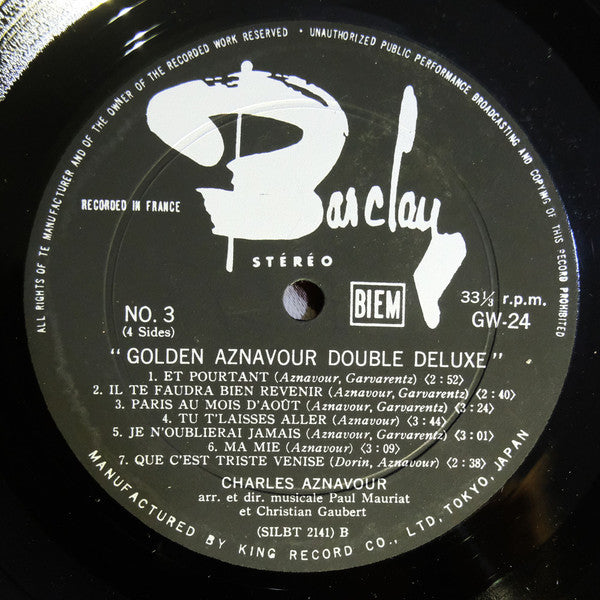 ALL RIGHTS OF TE MANUFACTURER AND OF THE OWNER OF THE RECORDED WORK RESERVED • UNAUTHORIZED PUBLIC PERFORMANCE BROADCASTING AND COPYING OF THIS RECORD PROHIBITED
Barclay
RECORDED IN FRANCE
STÉRÉO
NO. 3
(4 Sides)
BIEM
33⅓ r.p.m.
GW-24
"GOLDEN AZNAVOUR DOUBLE DELUXE"
1. ET POURTANT (Aznavour, Garvarentz) ⟨2:52⟩
2. IL TE FAUDRA BIEN REVENIR (Aznavour, Garvarentz) ⟨2:40⟩
3. PARIS AU MOIS D'AOÛT (Aznavour, Garvarentz) ⟨3:24⟩
4. TU T'LAISSES ALLER (Aznavour) ⟨3:44⟩
5. JE N'OUBLIERAI JAMAIS (Aznavour, Garvarentz) ⟨3:01⟩
6. MA MIE (Aznavour) ⟨3:09⟩
7. QUE C'EST TRISTE VENISE (Dorin, Aznavour) ⟨2:38⟩
CHARLES AZNAVOUR
arr. et dir. musicale Paul Mauriat
et Christian Gaubert
(SILBT 2141) B
MANUFACTURED BY KING RECORD CO., LTD, TOKYO, JAPAN